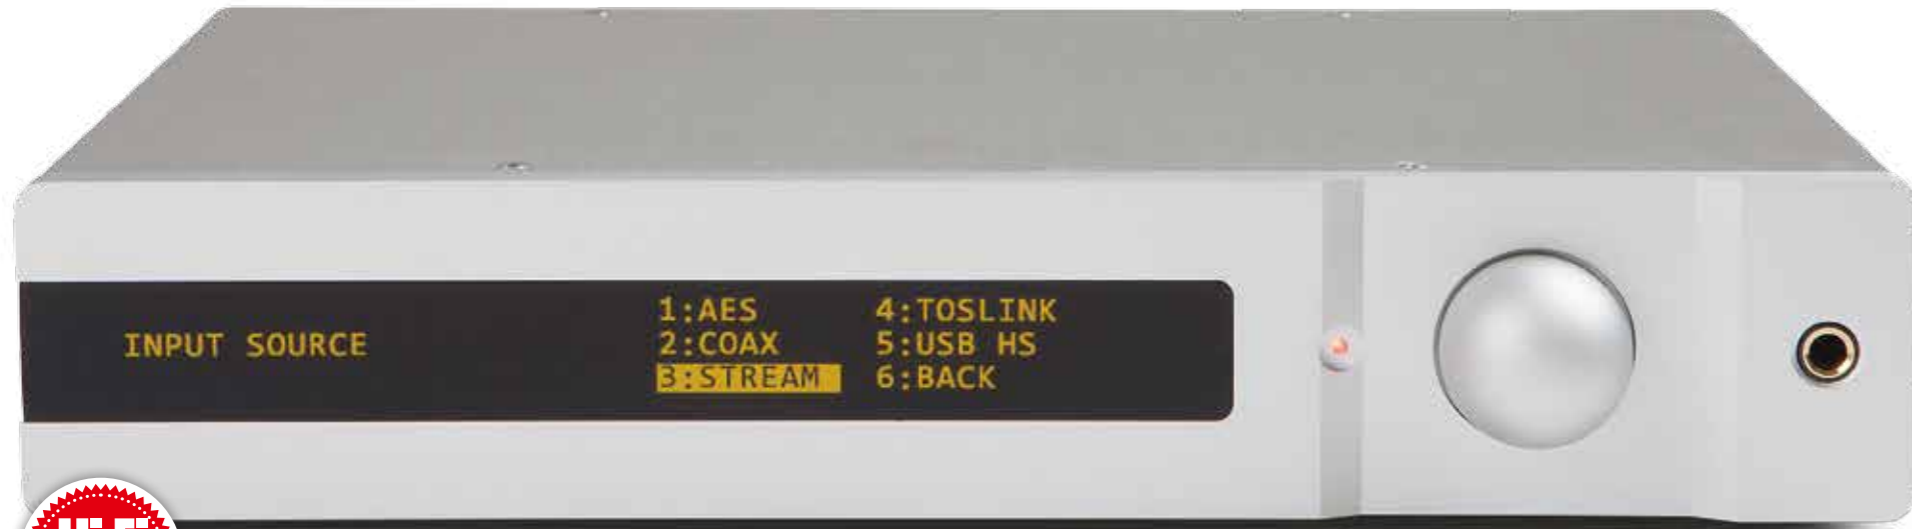 INPUT SOURCE
1:AES
2:COAX
3:STREAM
4:TOSLINK
5:USB HS
6:BACK